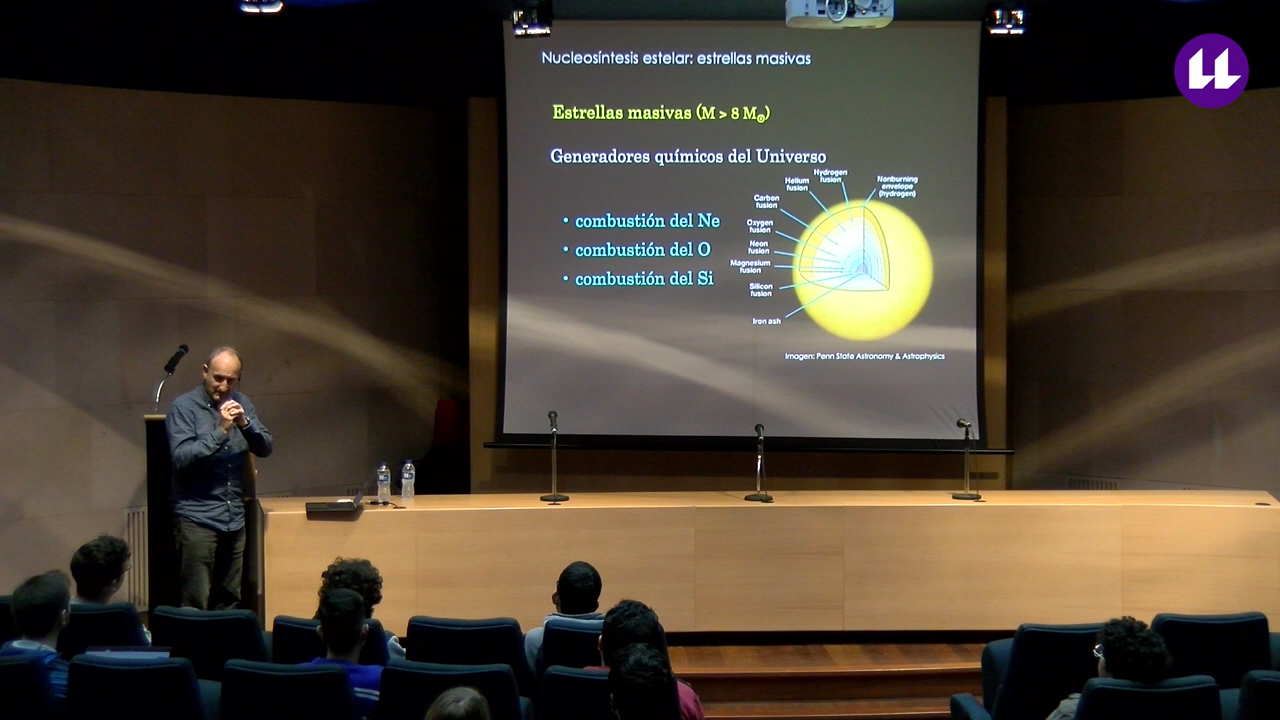 Nucleosíntesis estelar: estrellas masivas
Estrellas masivas (M > 8 M⊙)
Generadores químicos del Universo
• combustión del Ne
• combustión del O
• combustión del Si
Hydrogen
fusion
Helium
fusion
Nonburning
envelope
(hydrogen)
Carbon
fusion
Oxygen
fusion
Neon
fusion
Magnesium
fusion
Silicon
fusion
Iron ash
Imagen: Penn State Astronomy & Astrophysics